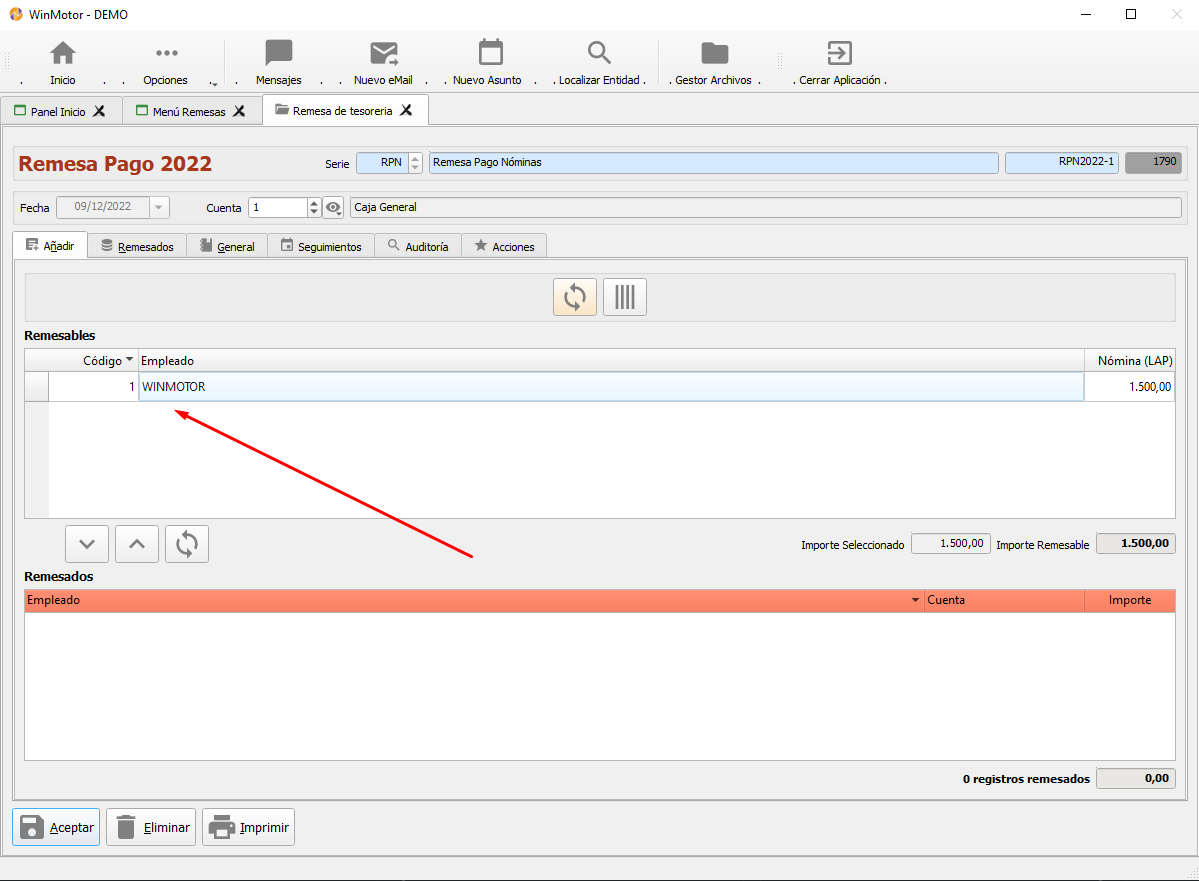 WinMotor - DEMO
Inicio
Opciones
Mensajes
Nuevo eMail
Nuevo Asunto
Localizar Entidad
Gestor Archivos
Cerrar Aplicación
Panel Inicio
Menú Remesas
Remesa de tesoreria
Remesa Pago 2022
Serie
RPN
Remesa Pago Nóminas
RPN2022-1
1790
Fecha
09/12/2022
Cuenta
1
Caja General
Añadir
Remesados
General
Seguimientos
Auditoría
Acciones
Remesables
Código
Empleado
Nómina (LAP)
1
WINMOTOR
1.500,00
Importe Seleccionado
1.500,00
Importe Remesable
1.500,00
Remesados
Empleado
Cuenta
Importe
0 registros remesados
0,00
Aceptar
Eliminar
Imprimir